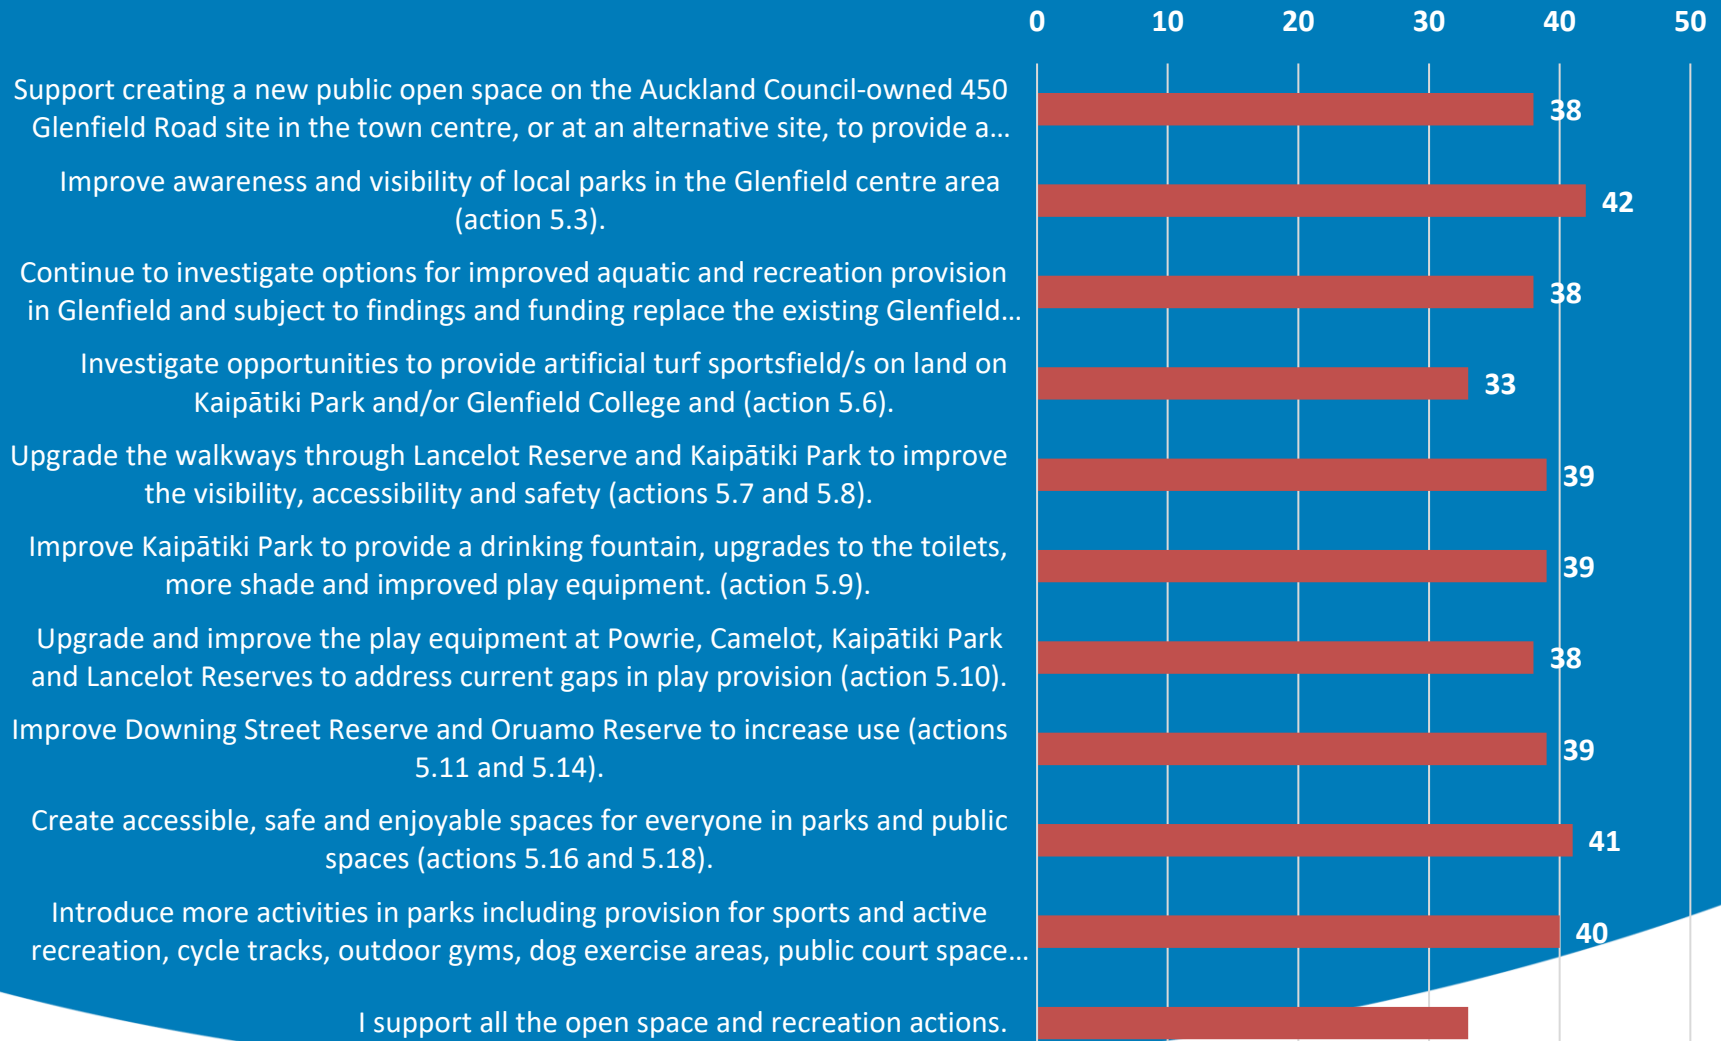 0 10 20 30 40 50
Support creating a new public open space on the Auckland Council-owned 450
Glenfield Road site in the town centre, or at an alternative site, to provide a...
38
Improve awareness and visibility of local parks in the Glenfield centre area
(action 5.3).
42
Continue to investigate options for improved aquatic and recreation provision
in Glenfield and subject to findings and funding replace the existing Glenfield...
38
Investigate opportunities to provide artificial turf sportsfield/s on land on
Kaipātiki Park and/or Glenfield College and (action 5.6).
33
Upgrade the walkways through Lancelot Reserve and Kaipātiki Park to improve
the visibility, accessibility and safety (actions 5.7 and 5.8).
39
Improve Kaipātiki Park to provide a drinking fountain, upgrades to the toilets,
more shade and improved play equipment. (action 5.9).
39
Upgrade and improve the play equipment at Powrie, Camelot, Kaipātiki Park
and Lancelot Reserves to address current gaps in play provision (action 5.10).
38
Improve Downing Street Reserve and Oruamo Reserve to increase use (actions
5.11 and 5.14).
39
Create accessible, safe and enjoyable spaces for everyone in parks and public
spaces (actions 5.16 and 5.18).
41
Introduce more activities in parks including provision for sports and active
recreation, cycle tracks, outdoor gyms, dog exercise areas, public court space...
40
I support all the open space and recreation actions.